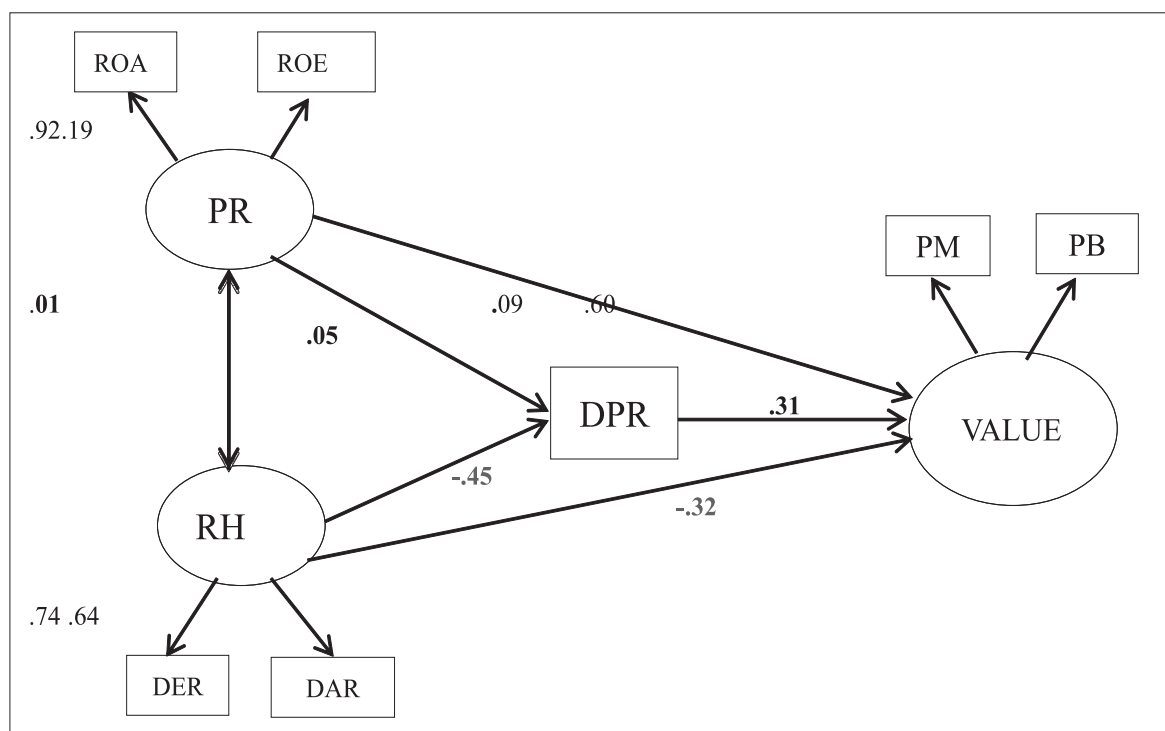 ROA ROE
.92.19
PR
PM PB
.01 .05 .09 .60
DPR .31 VALUE
-.45
-.32
RH
.74 .64
DER DAR